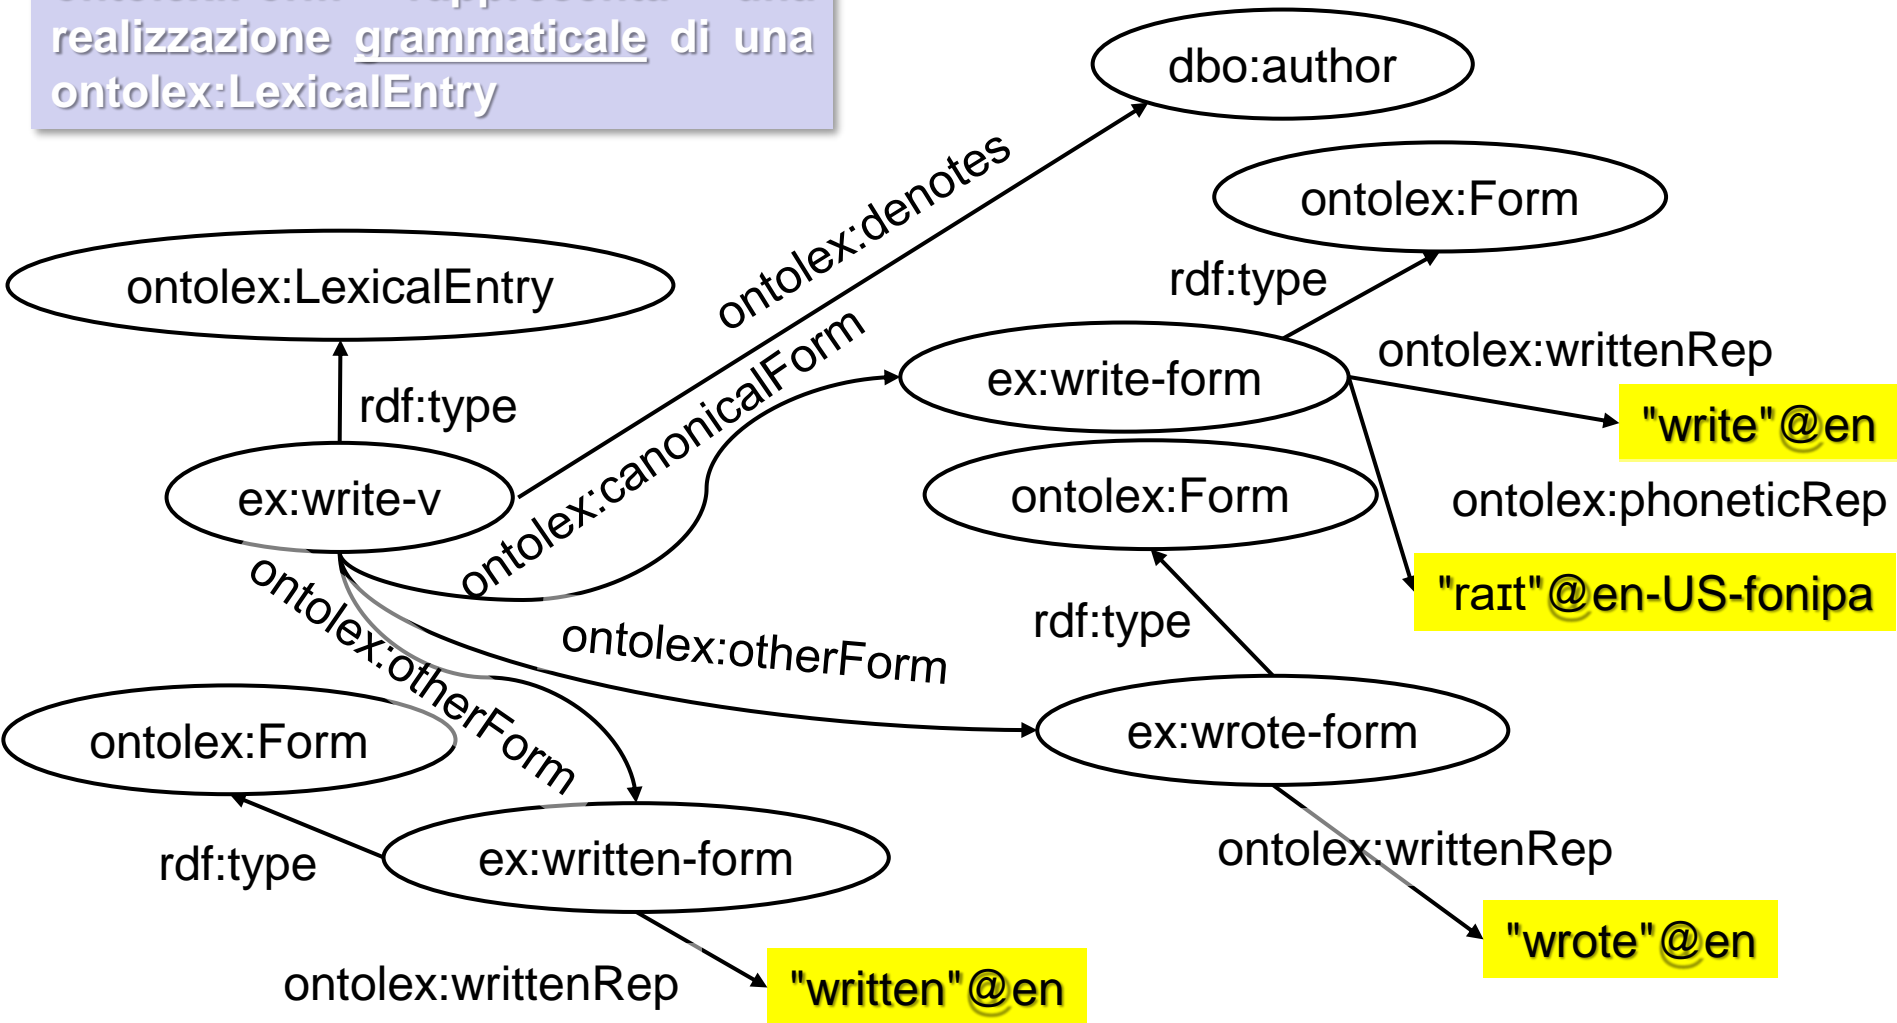 realizzazione grammaticale di una
ontolex:LexicalEntry
dbo:author
ontolex:denotes
ontolex:Form
rdf:type
ontolex:LexicalEntry
ontolex:canonicalForm
ontolex:writtenRep
ex:write-form
rdf:type
"write"@en
ex:write-v
ontolex:Form
ontolex:phoneticRep
"raɪt"@en-US-fonipa
ontolex:otherForm
ontolex:otherForm
rdf:type
ontolex:Form
ex:wrote-form
rdf:type
ex:written-form
ontolex:writtenRep
"wrote"@en
ontolex:writtenRep
"written"@en